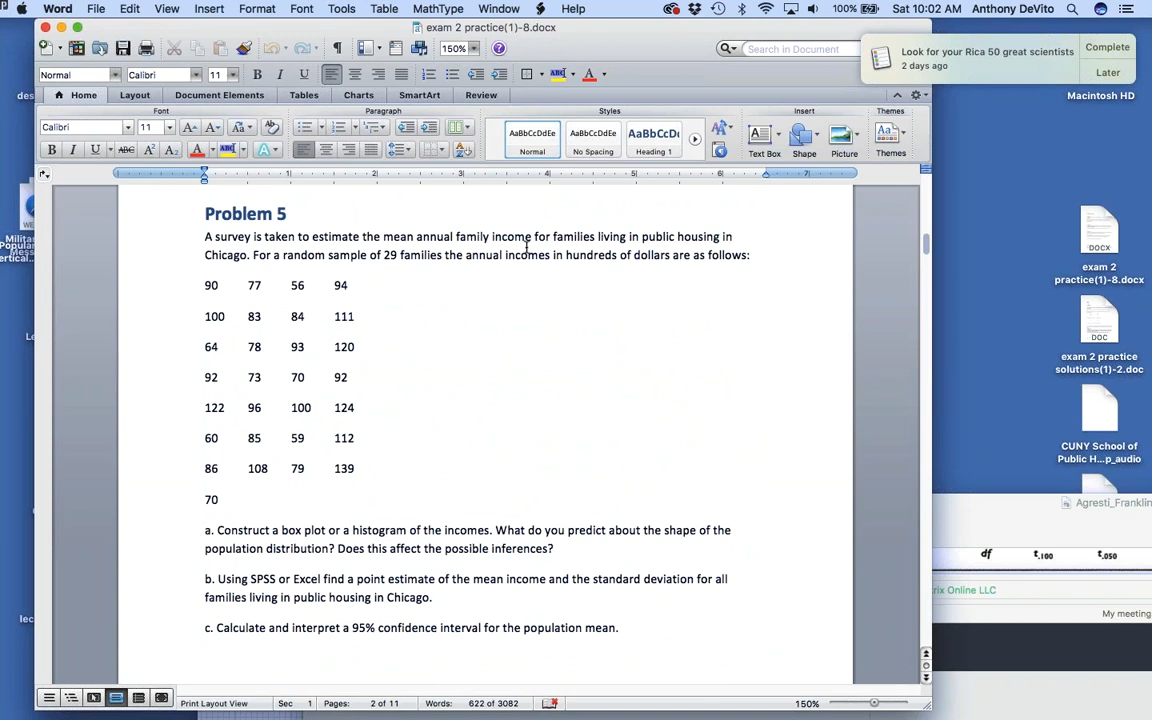 Word File Edit View Insert Format Font Tools Table MathType Window Help 100% Sat 10:02 AM Anthony DeVito
exam 2 practice(1)-8.docx
150% Search in Document
Look for your Rica 50 great scientists Complete
2 days ago Later
Normal Calibri 11
Macintosh HD
Home Layout Document Elements Tables Charts SmartArt Review
Font Paragraph Styles Insert Themes
Calibri 11 AaBbCcDdEe AaBbCcDdEe AaBbCcDc
Normal No Spacing Heading 1 Text Box Shape Picture Themes
Problem 5
A survey is taken to estimate the mean annual family income for families living in public housing in
Chicago. For a random sample of 29 families the annual incomes in hundreds of dollars are as follows:
90 77 56 94
100 83 84 111
64 78 93 120
92 73 70 92
122 96 100 124
60 85 59 112
86 108 79 139
70
a. Construct a box plot or a histogram of the incomes. What do you predict about the shape of the
population distribution? Does this affect the possible inferences?
b. Using SPSS or Excel find a point estimate of the mean income and the standard deviation for all
families living in public housing in Chicago.
c. Calculate and interpret a 95% confidence interval for the population mean.
Print Layout View Sec 1 Pages: 2 of 11 Words: 622 of 3082 150%
DOCX
exam 2
practice(1)-8.docx
DOC
exam 2 practice
solutions(1)-2.doc
CUNY School of
Public H...p_audio
Agresti_Franklin
df t.100 t.050
trix Online LLC
My meeting